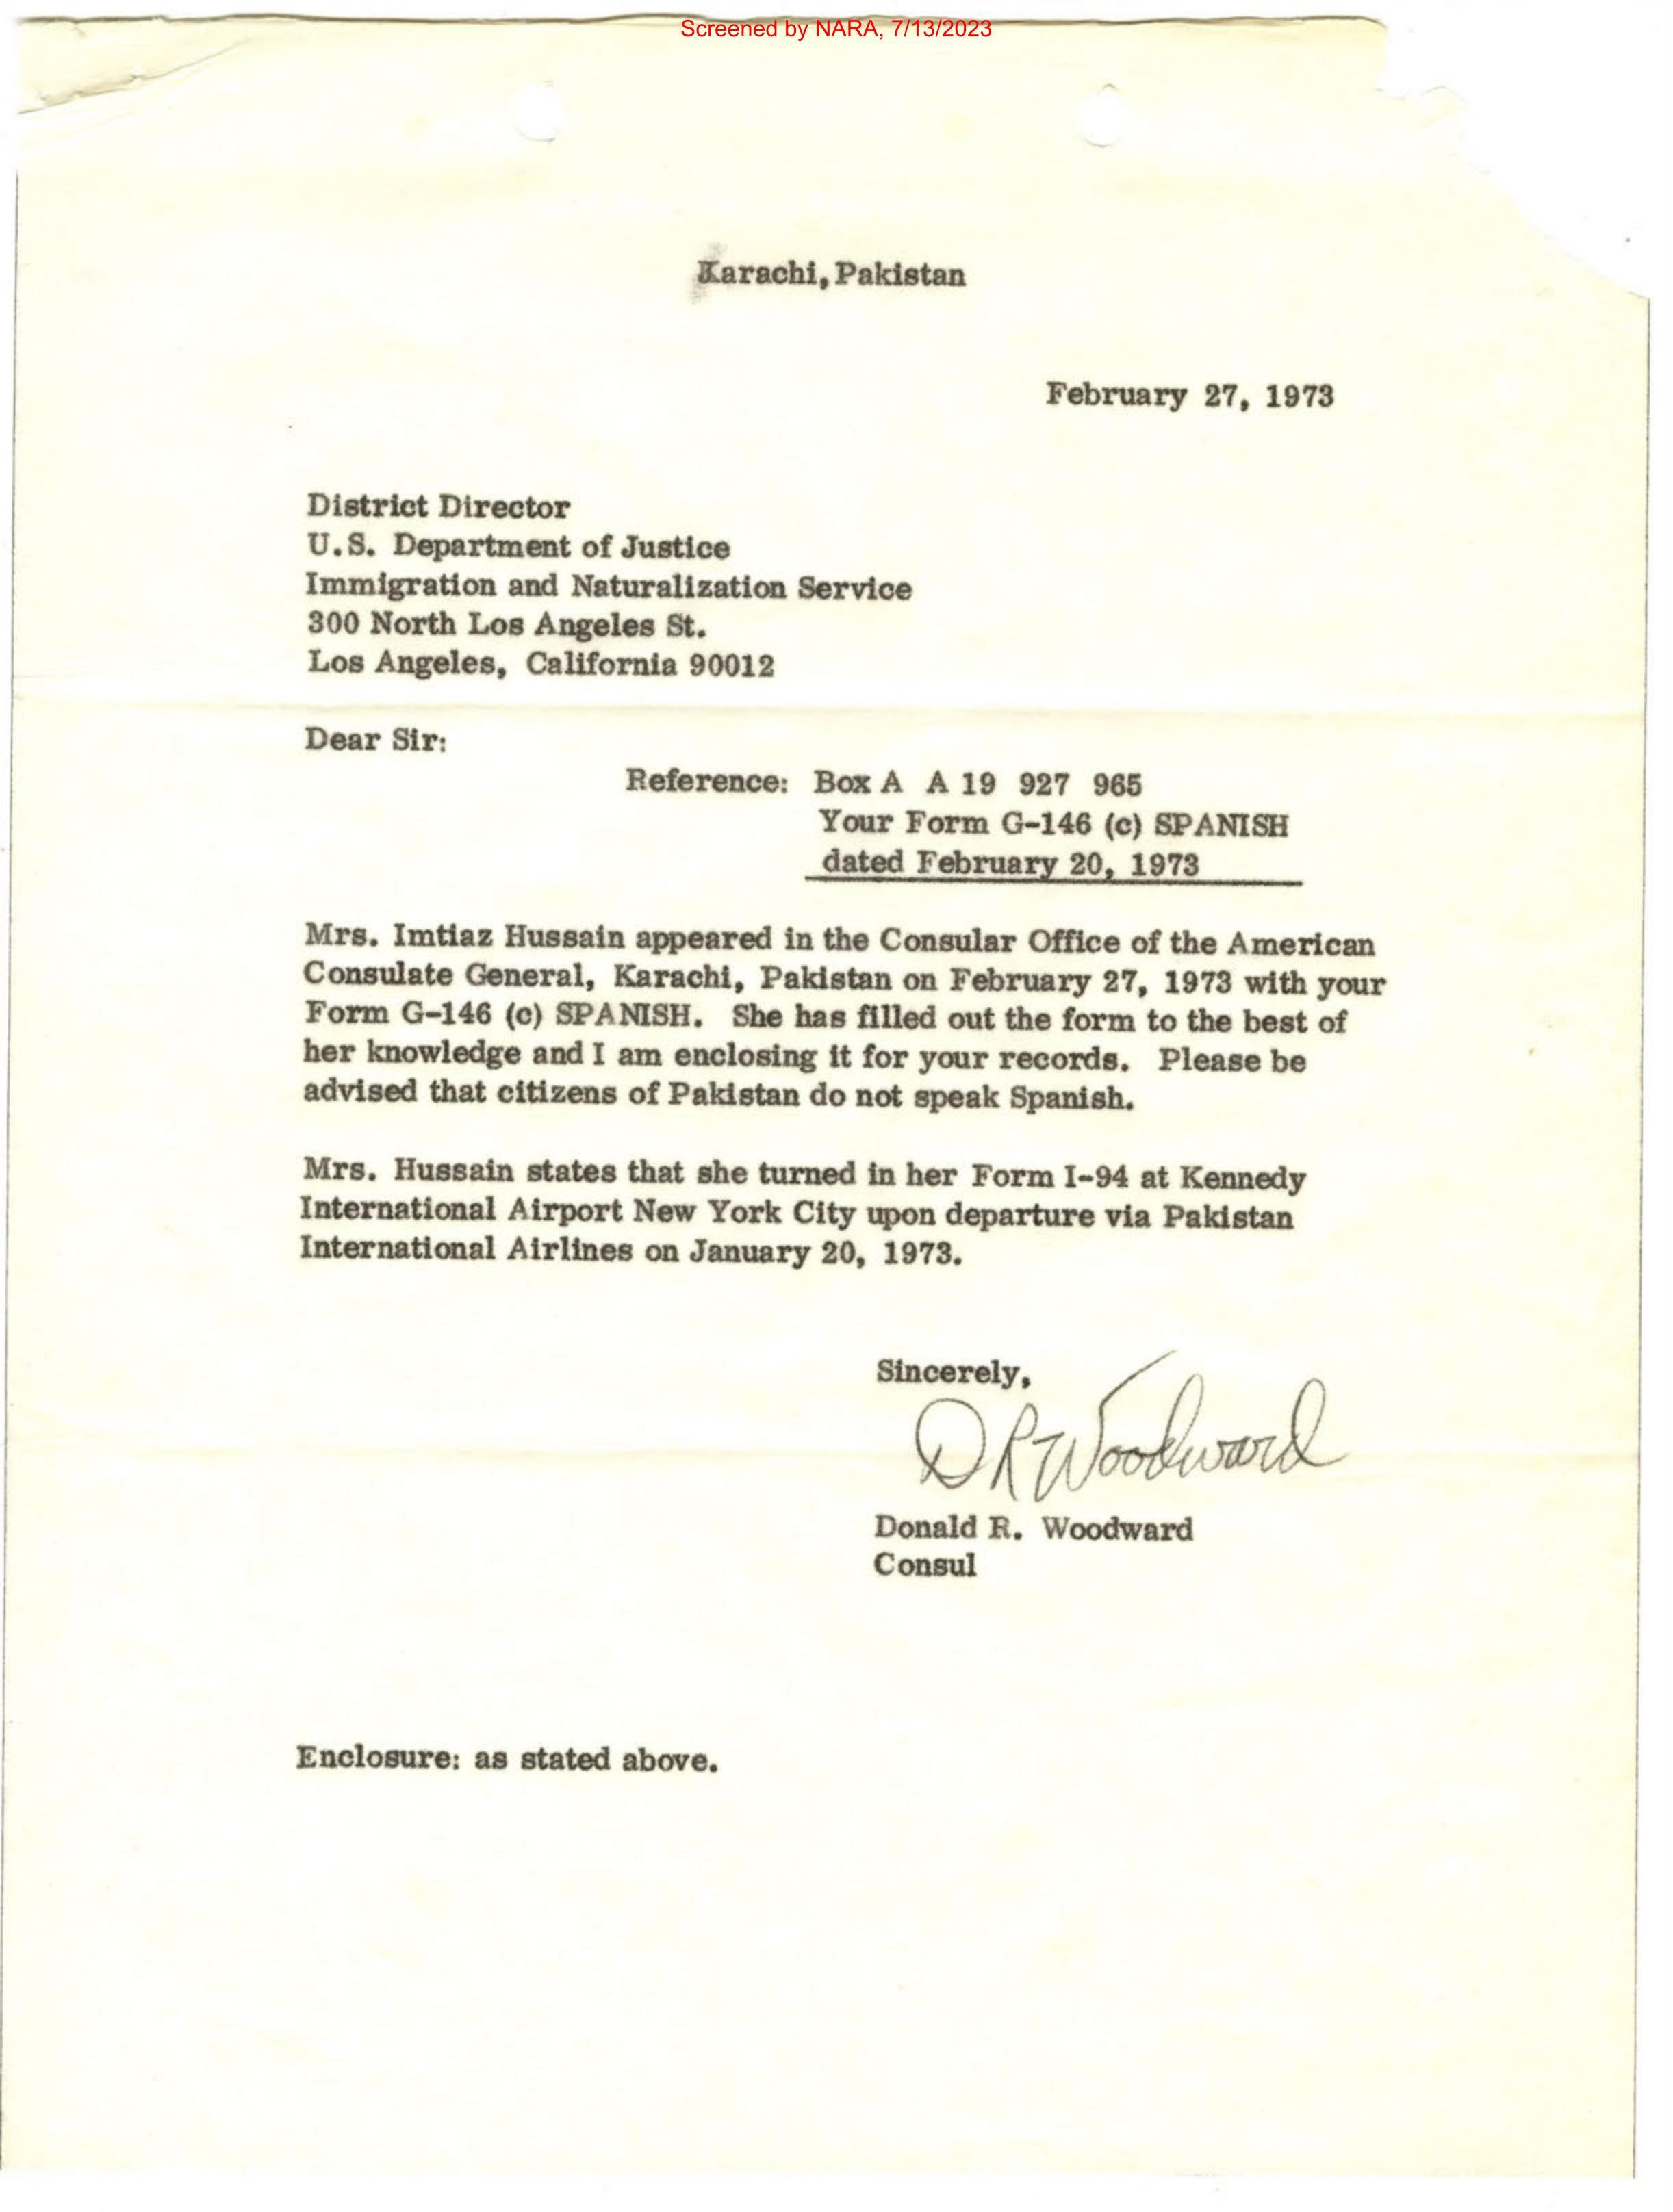 Screened by NARA, 7/13/2023
Karachi, Pakistan
February 27, 1973
District Director
U.S. Department of Justice
Immigration and Naturalization Service
300 North Los Angeles St.
Los Angeles, California 90012
Dear Sir:
Reference: Box A A 19 927 965
Your Form G-146 (c) SPANISH
dated February 20, 1973
Mrs. Imtiaz Hussain appeared in the Consular Office of the American
Consulate General, Karachi, Pakistan on February 27, 1973 with your
Form G-146 (c) SPANISH. She has filled out the form to the best of
her knowledge and I am enclosing it for your records. Please be
advised that citizens of Pakistan do not speak Spanish.
Mrs. Hussain states that she turned in her Form I-94 at Kennedy
International Airport New York City upon departure via Pakistan
International Airlines on January 20, 1973.
Sincerely,
D R Woodward
Donald R. Woodward
Consul
Enclosure: as stated above.